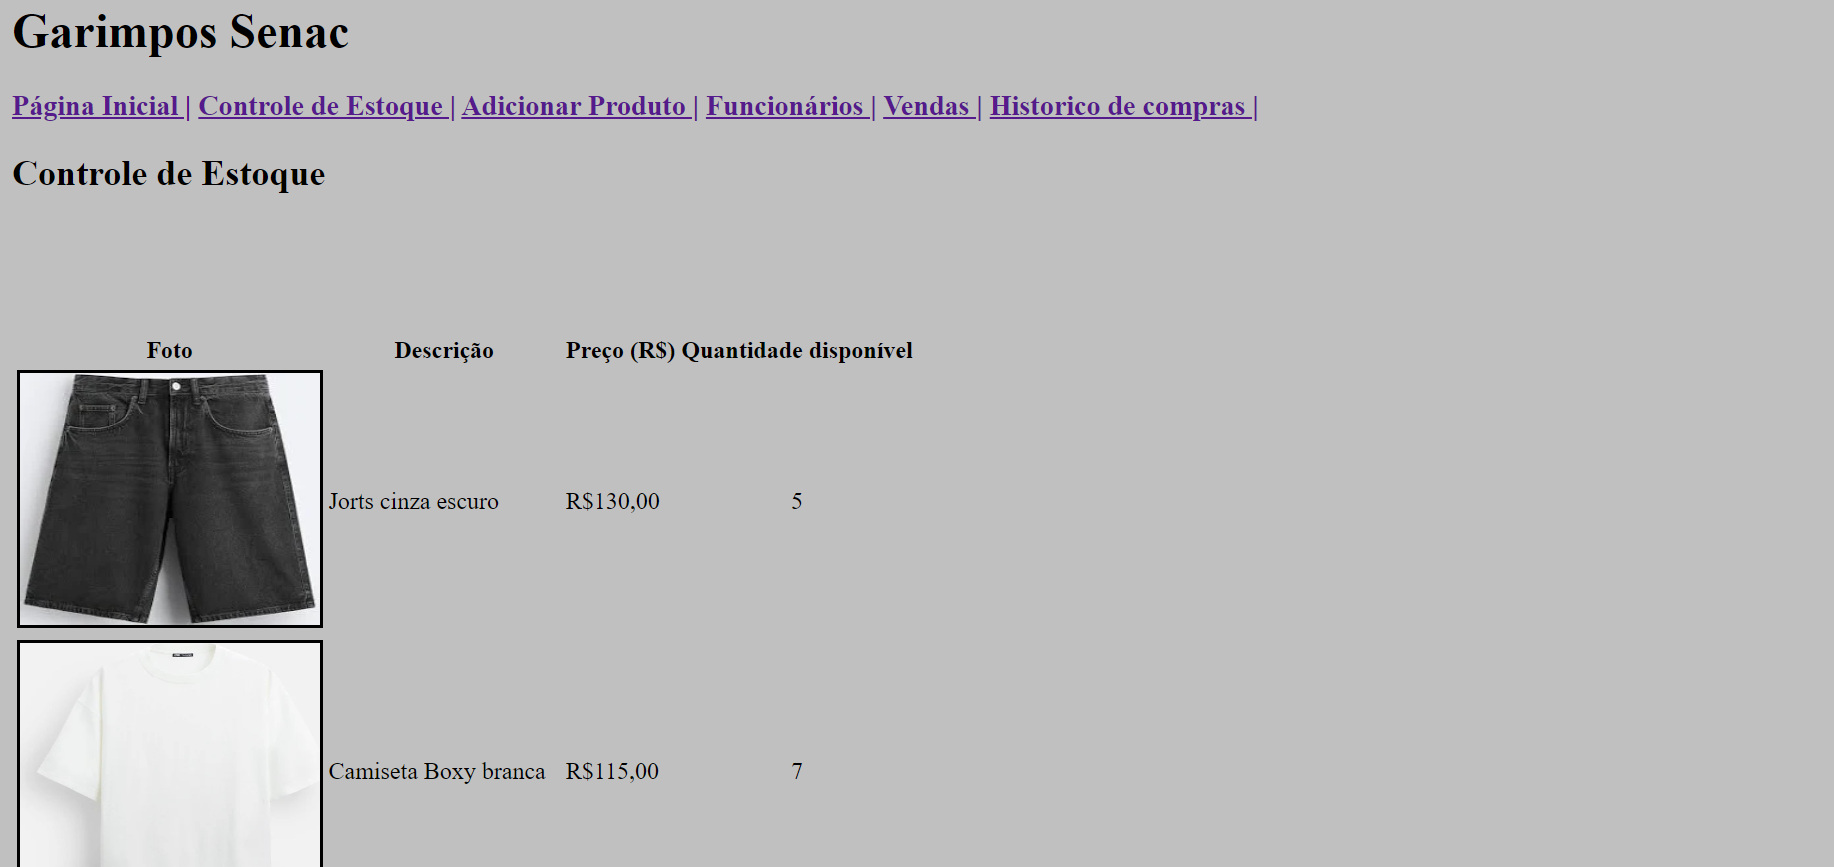 Garimpos Senac
Página Inicial | Controle de Estoque | Adicionar Produto | Funcionários | Vendas | Historico de compras |
Controle de Estoque
Foto Descrição Preço (R$) Quantidade disponível
Jorts cinza escuro R$130,00 5
Camiseta Boxy branca R$115,00 7